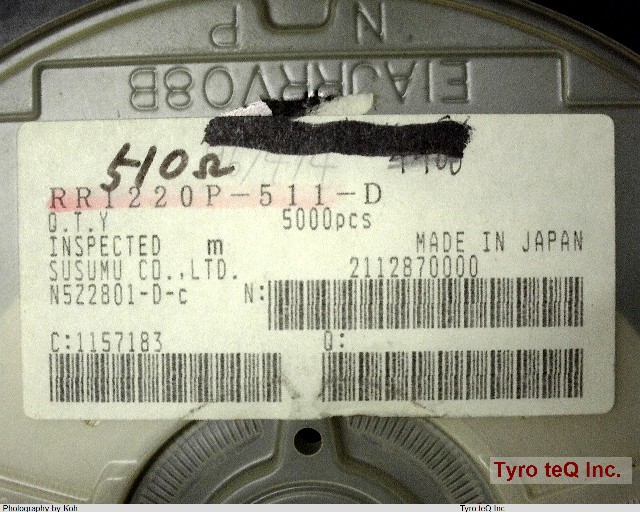 N P
EIAJRRV08B
510Ω
RR1220P-511-D
Q.T.Y 5000pcs
INSPECTED m MADE IN JAPAN
SUSUMU CO.,LTD. 2112870000
N5Z2801-D-c N:
C:1157183 Q:
Tyro teQ Inc.
Photography by Koh Tyro teQ Inc